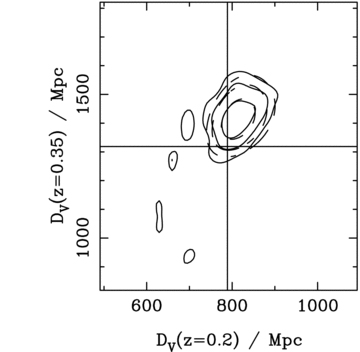 1500
1000
D_V(z=0.35) / Mpc
600 800 1000
D_V(z=0.2) / Mpc